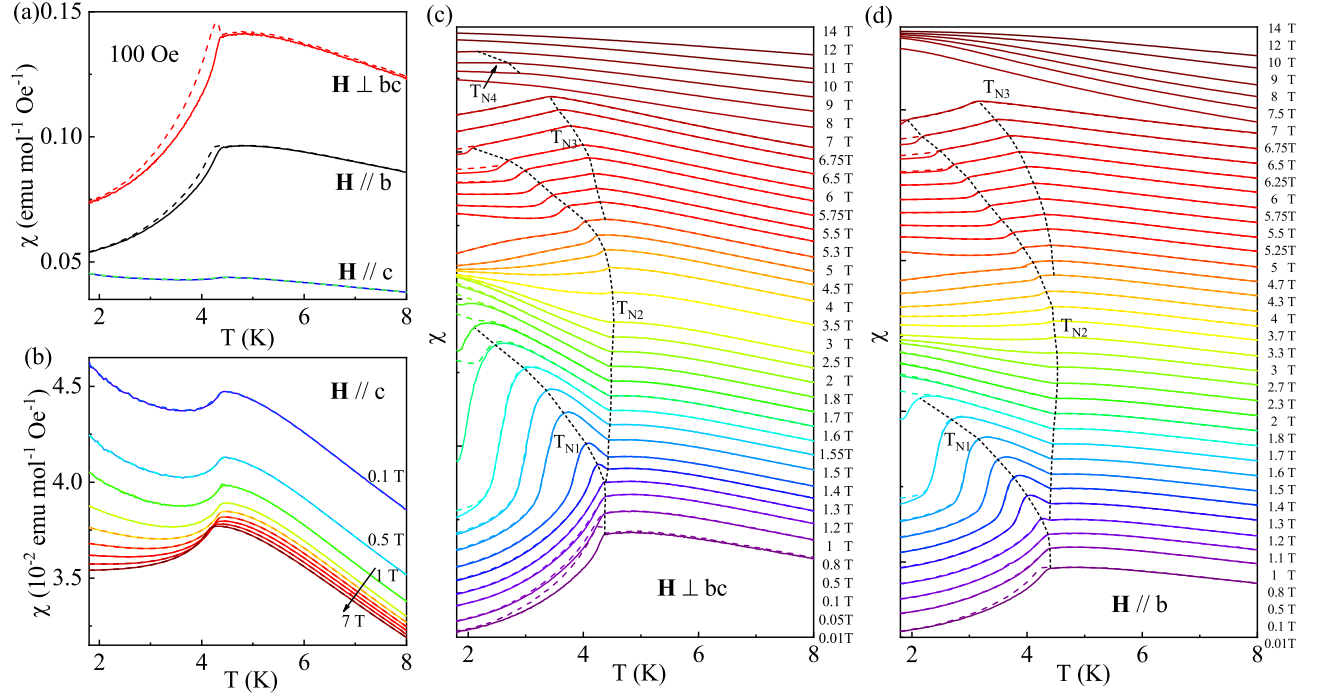 (a)
0.15
0.10
0.05
χ (emu mol⁻¹ Oe⁻¹)
100 Oe
H ⊥ bc
H // b
H // c
2 4 6 8
T (K)
(b)
4.5
4.0
3.5
χ (10⁻² emu mol⁻¹ Oe⁻¹)
H // c
0.1 T
0.5 T
1 T
7 T
2 4 6 8
T (K)
(c)
χ
T_N4
T_N3
T_N2
T_N1
H ⊥ bc
14 T
12 T
11 T
10 T
9 T
8 T
7 T
6.75 T
6.5 T
6 T
5.75T
5.5 T
5.3 T
5 T
4.5 T
4 T
3.5 T
3 T
2.5 T
2 T
1.8 T
1.7 T
1.6 T
1.55T
1.5 T
1.4 T
1.3 T
1.2 T
1 T
0.8 T
0.5 T
0.1 T
0.05T
0.01T
2 4 6 8
T (K)
(d)
χ
T_N3
T_N2
T_N1
H // b
14 T
12 T
10 T
9 T
8 T
7.5 T
7 T
6.75 T
6.5 T
6.25T
6 T
5.75T
5.5 T
5.25T
5 T
4.7 T
4.3 T
4 T
3.7 T
3.3 T
3 T
2.7 T
2.3 T
2 T
1.8 T
1.7 T
1.6 T
1.5 T
1.4 T
1.3 T
1.2 T
1.1 T
1 T
0.8 T
0.5 T
0.1 T
0.01T
2 4 6 8
T (K)